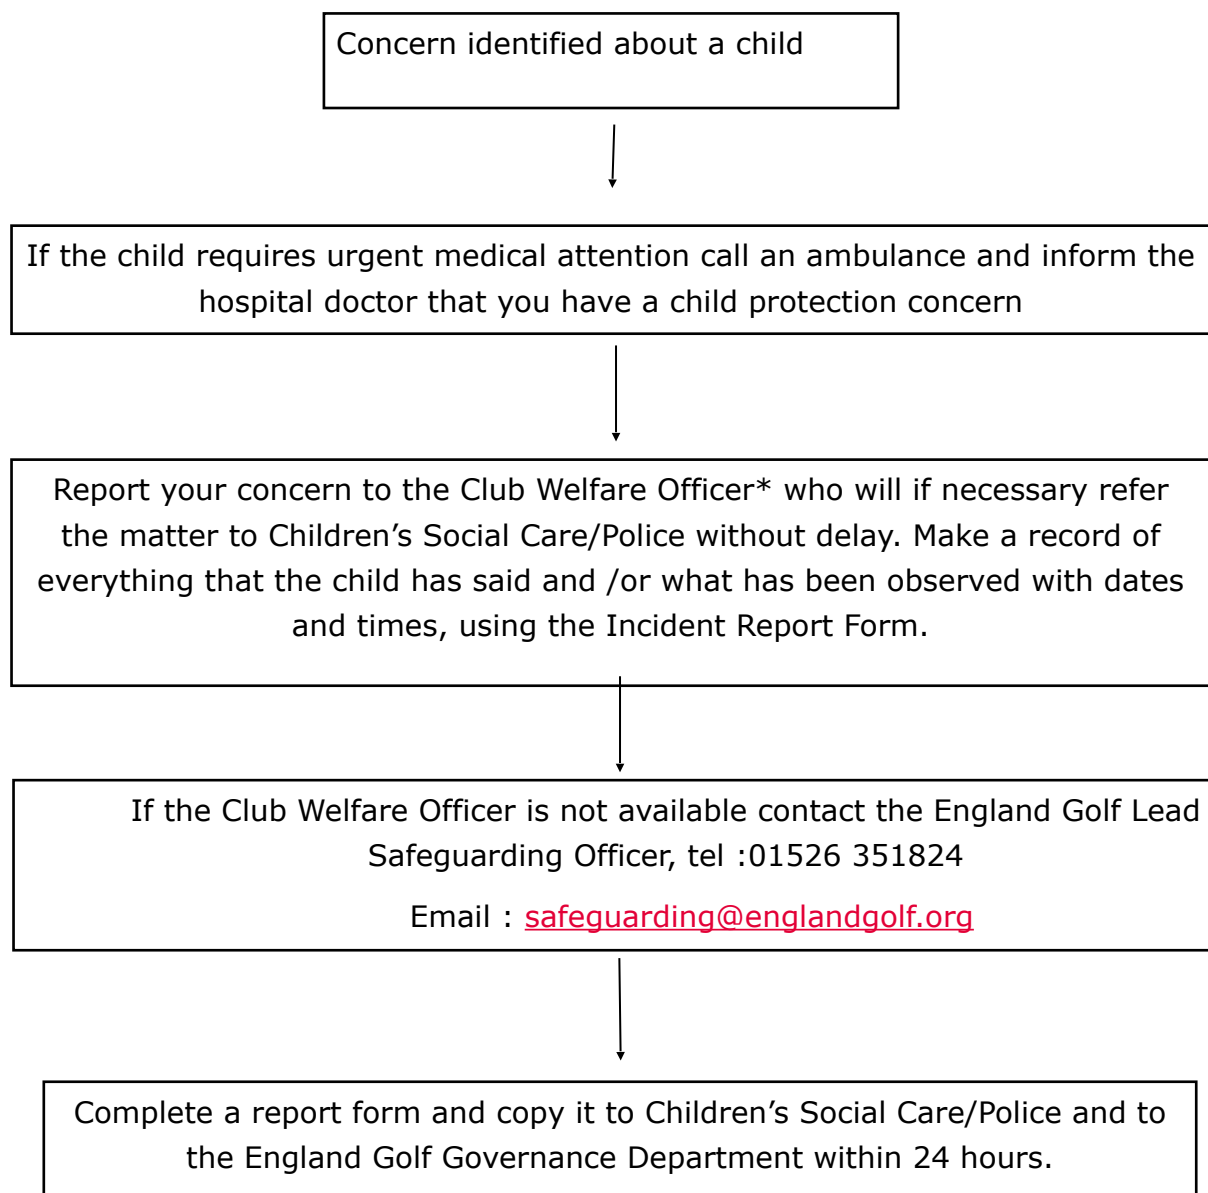 Concern identified about a child
If the child requires urgent medical attention call an ambulance and inform the
hospital doctor that you have a child protection concern
Report your concern to the Club Welfare Officer* who will if necessary refer
the matter to Children’s Social Care/Police without delay. Make a record of
everything that the child has said and /or what has been observed with dates
and times, using the Incident Report Form.
If the Club Welfare Officer is not available contact the England Golf Lead
Safeguarding Officer, tel :01526 351824
Email : safeguarding@englandgolf.org
Complete a report form and copy it to Children’s Social Care/Police and to
the England Golf Governance Department within 24 hours.